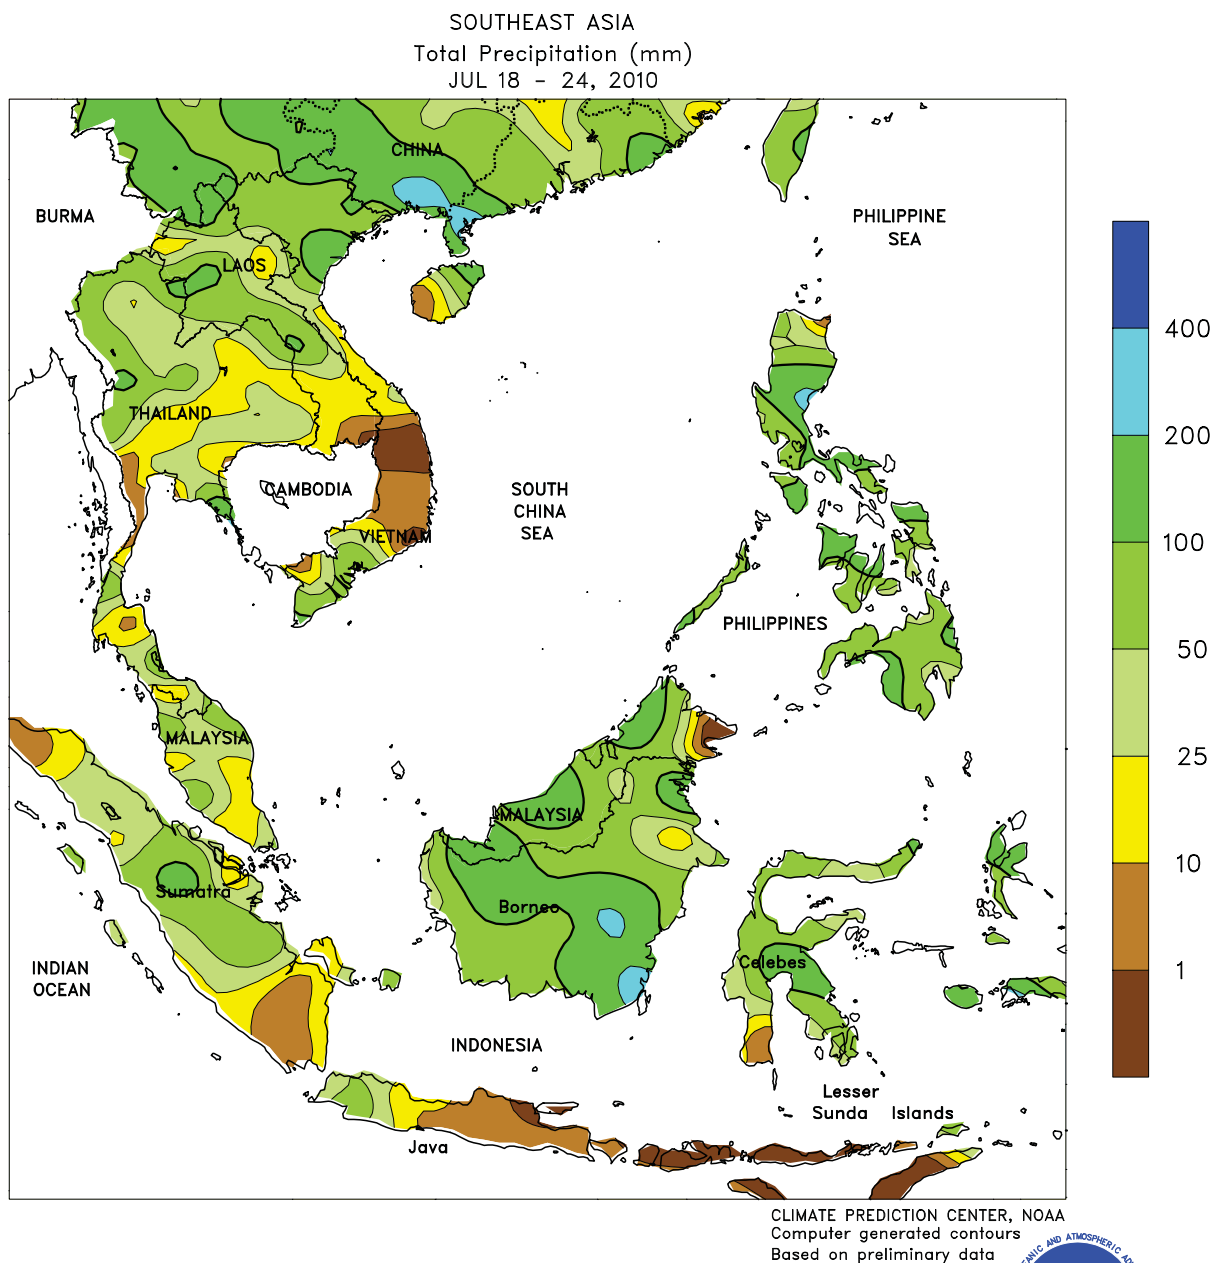 SOUTHEAST ASIA
Total Precipitation (mm)
JUL 18 - 24, 2010
CHINA
BURMA
PHILIPPINE
SEA
LAOS
THAILAND
CAMBODIA
SOUTH
CHINA
SEA
VIETNAM
PHILIPPINES
MALAYSIA
MALAYSIA
Sumatra
Borneo
Celebes
INDIAN
OCEAN
INDONESIA
Lesser
Sunda Islands
Java
400
200
100
50
25
10
1
CLIMATE PREDICTION CENTER, NOAA
Computer generated contours
Based on preliminary data
AND ATMOSPHERIC